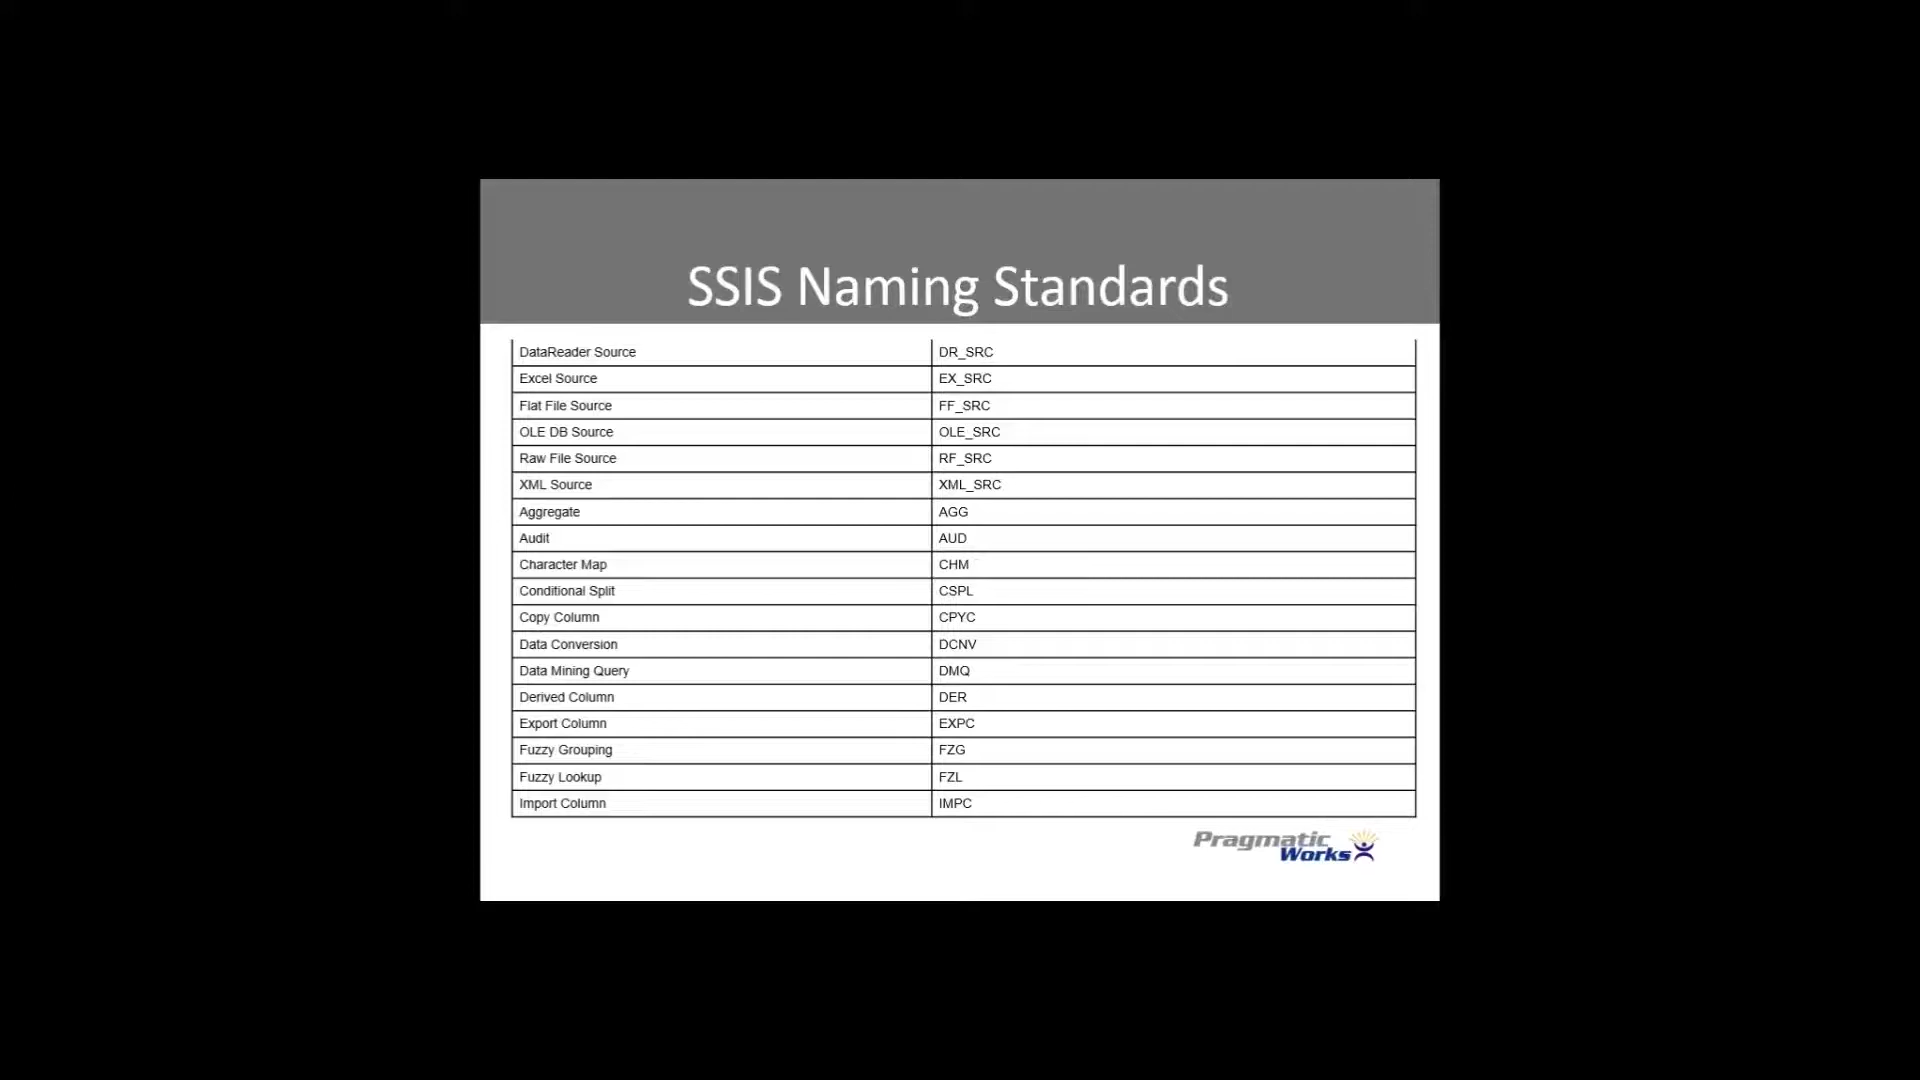 SSIS Naming Standards
DataReader Source DR_SRC
Excel Source EX_SRC
Flat File Source FF_SRC
OLE DB Source OLE_SRC
Raw File Source RF_SRC
XML Source XML_SRC
Aggregate AGG
Audit AUD
Character Map CHM
Conditional Split CSPL
Copy Column CPYC
Data Conversion DCNV
Data Mining Query DMQ
Derived Column DER
Export Column EXPC
Fuzzy Grouping FZG
Fuzzy Lookup FZL
Import Column IMPC
Pragmatic
Works